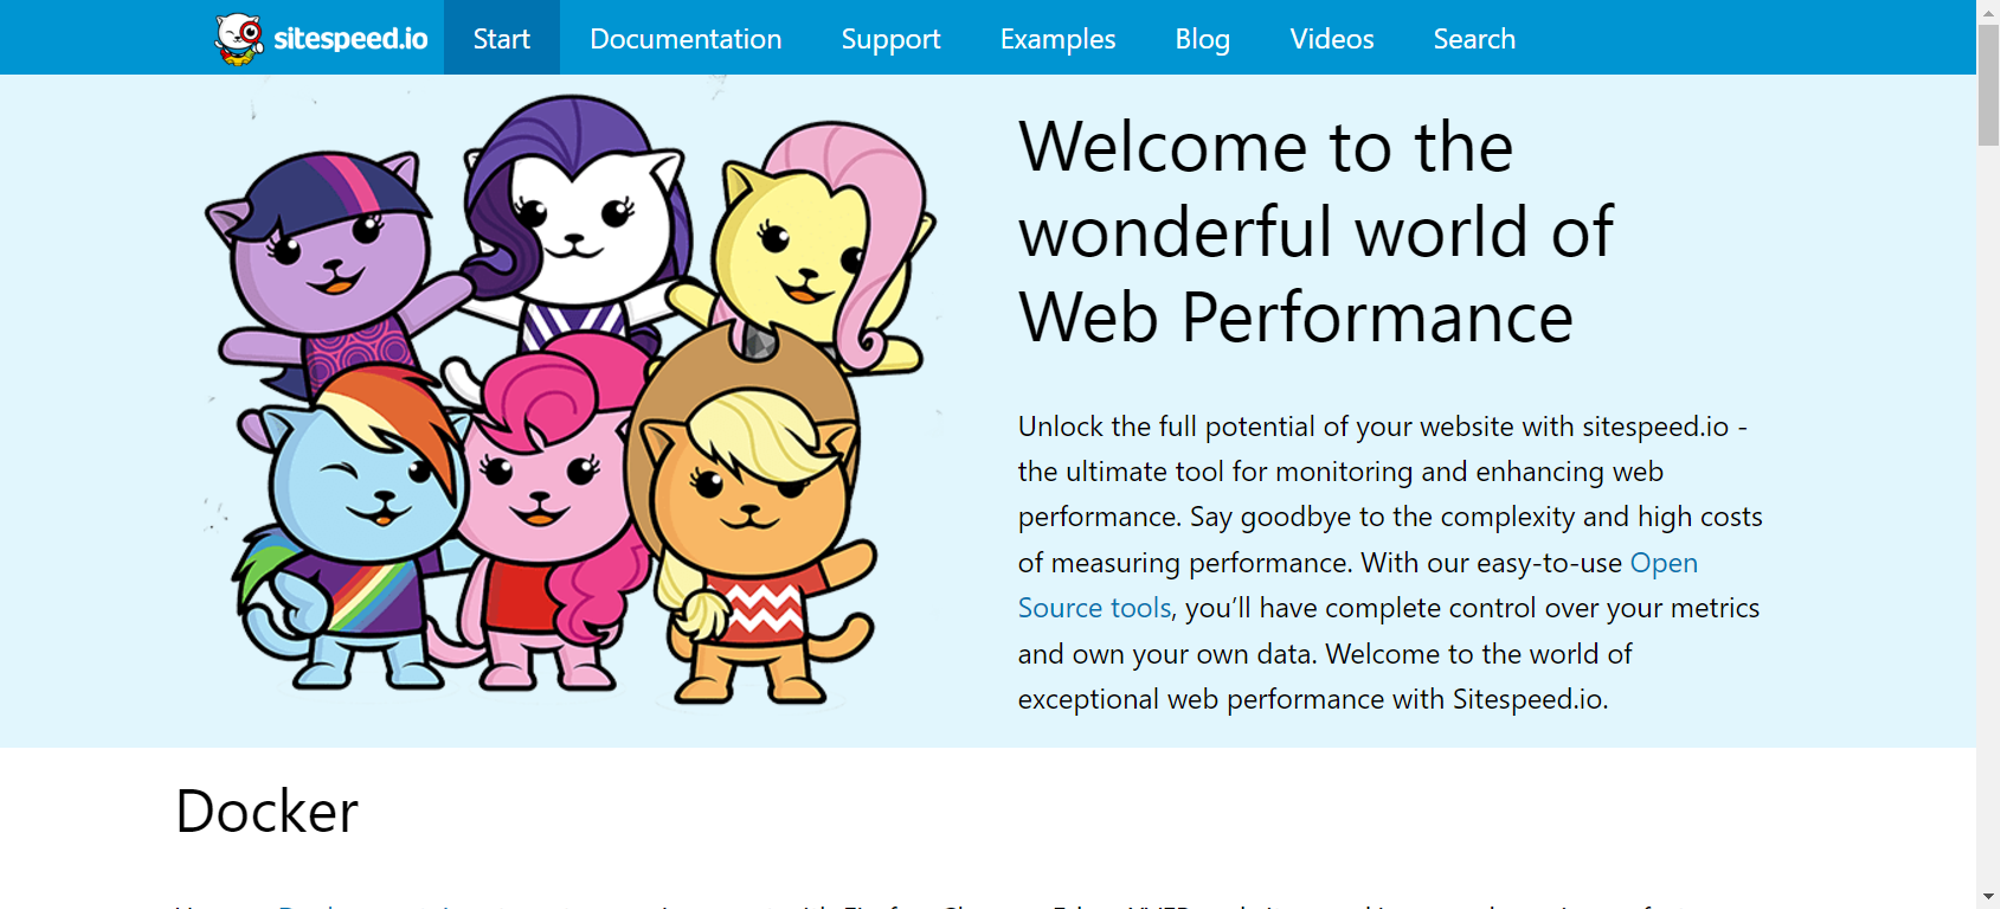 sitespeed.io Start Documentation Support Examples Blog Videos Search
Welcome to the
wonderful world of
Web Performance
Unlock the full potential of your website with sitespeed.io -
the ultimate tool for monitoring and enhancing web
performance. Say goodbye to the complexity and high costs
of measuring performance. With our easy-to-use Open
Source tools, you’ll have complete control over your metrics
and own your own data. Welcome to the world of
exceptional web performance with Sitespeed.io.
Docker